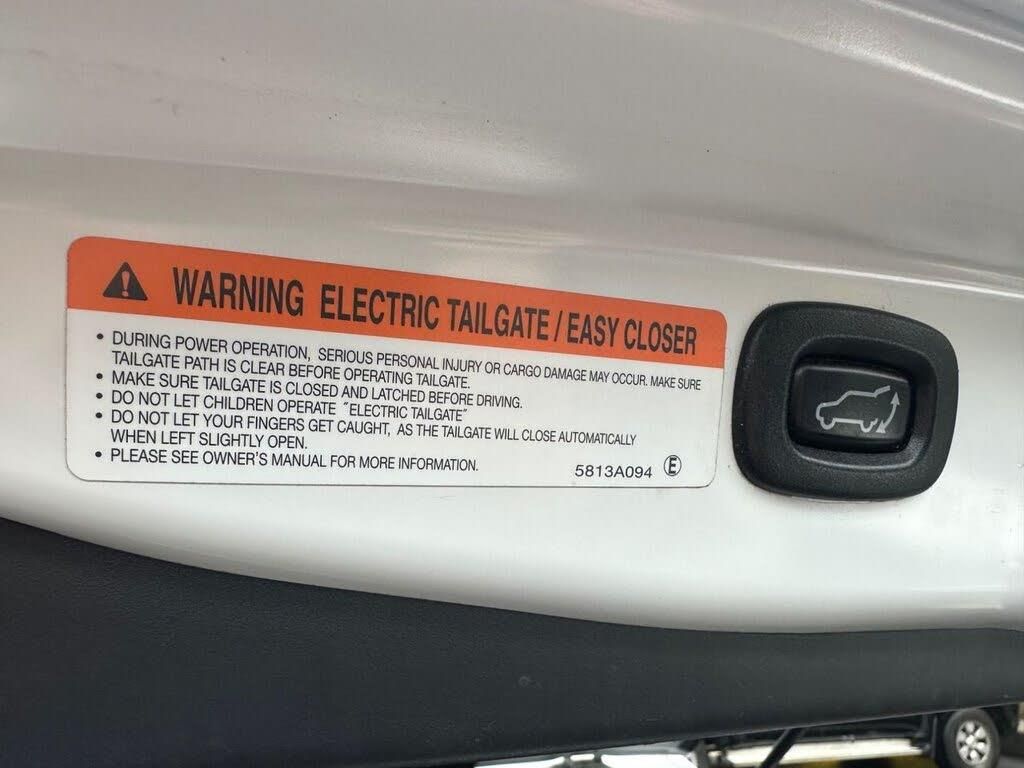 WARNING ELECTRIC TAILGATE / EASY CLOSER
• DURING POWER OPERATION, SERIOUS PERSONAL INJURY OR CARGO DAMAGE MAY OCCUR. MAKE SURE
TAILGATE PATH IS CLEAR BEFORE OPERATING TAILGATE.
• MAKE SURE TAILGATE IS CLOSED AND LATCHED BEFORE DRIVING.
• DO NOT LET CHILDREN OPERATE "ELECTRIC TAILGATE"
• DO NOT LET YOUR FINGERS GET CAUGHT, AS THE TAILGATE WILL CLOSE AUTOMATICALLY
WHEN LEFT SLIGHTLY OPEN.
• PLEASE SEE OWNER'S MANUAL FOR MORE INFORMATION.
5813A094 Ⓔ